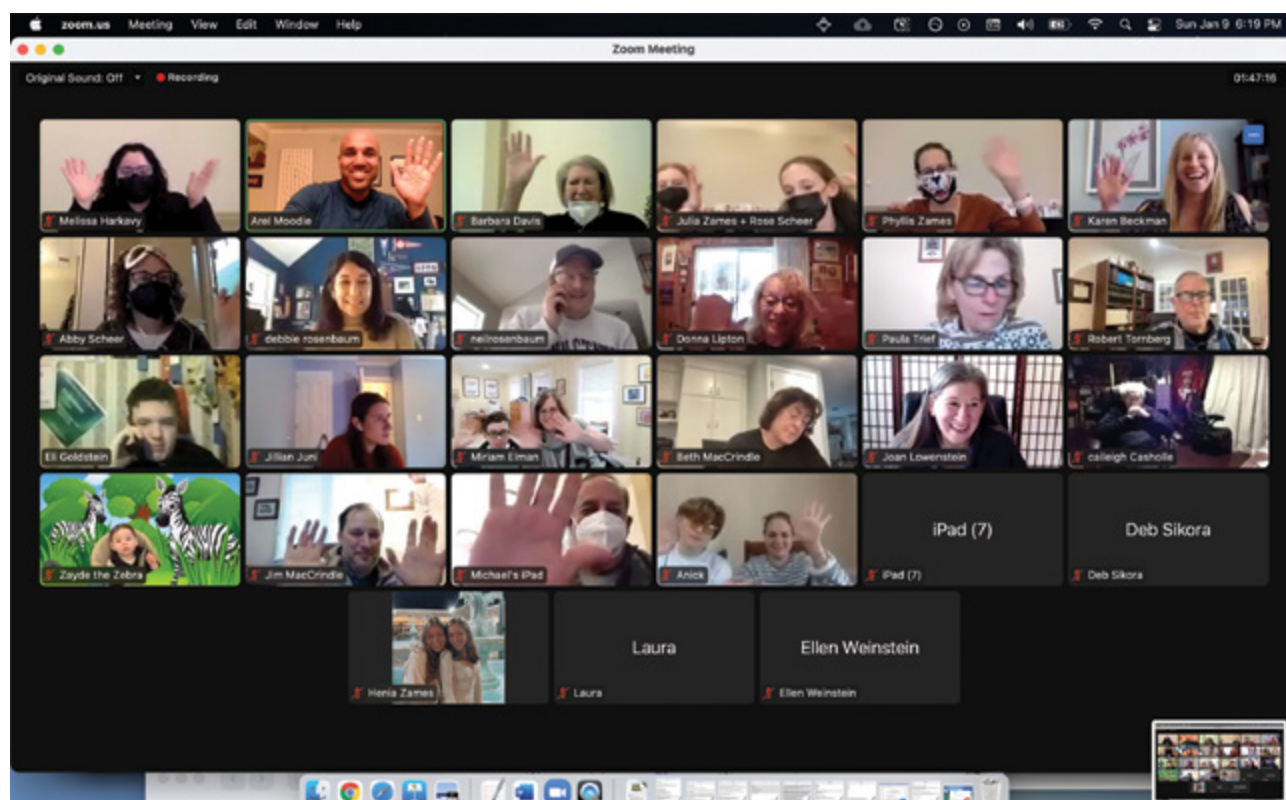 zoom.us Meeting View Edit Window Help Sun Jan 9 6:19 PM
Zoom Meeting
Original Sound: Off Recording 01:47:16
Melissa Harkavy
Arel Moodie
Barbara Davis
Julia Zames + Rose Scheer
Phyllis Zames
Karen Beckman
Abby Scheer
debbie rosenbaum
neilrosenbaum
Donna Lipton
Paula Trief
Robert Tornberg
Eli Goldstein
Jillian Juni
Miriam Elman
Beth MacCrindle
Joan Lowenstein
caileigh Casholle
Zayde the Zebra
Jim MacCrindle
Michael's iPad
Anick
iPad (7)
iPad (7)
Deb Sikora
Deb Sikora
Henia Zames
Laura
Laura
Ellen Weinstein
Ellen Weinstein